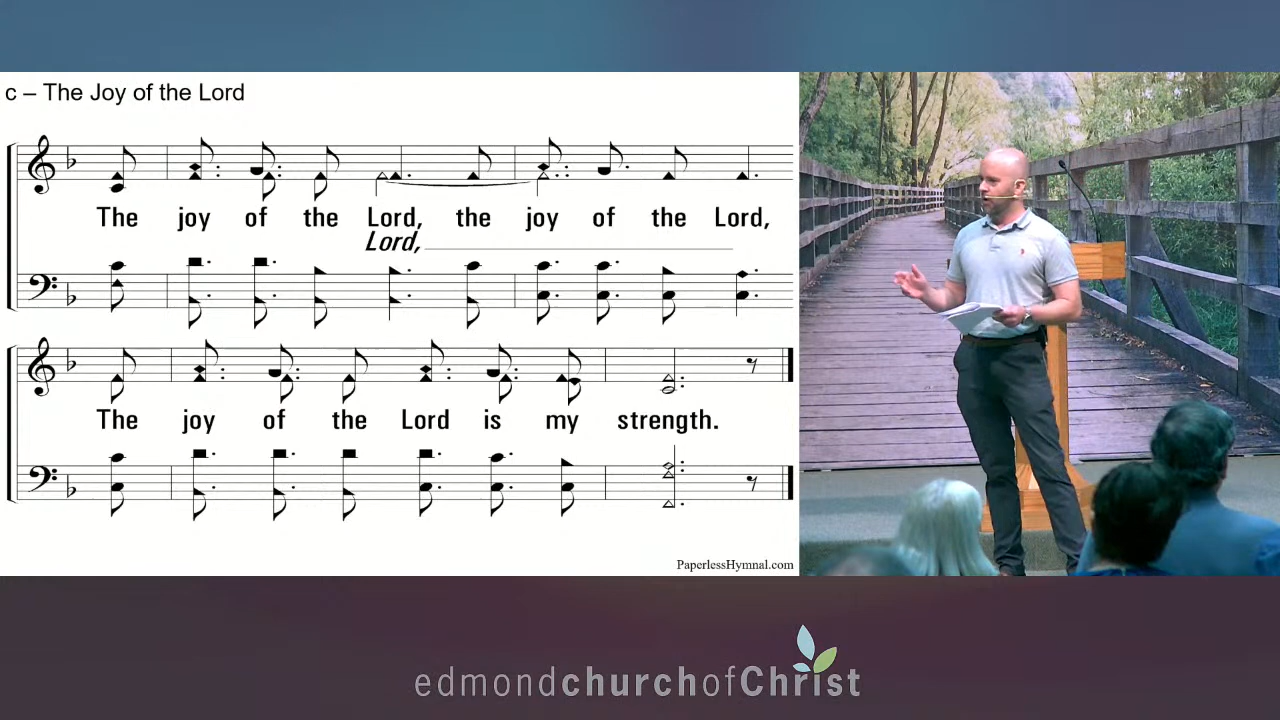 c – The Joy of the Lord
The joy of the Lord, the joy of the Lord,
Lord,
The joy of the Lord is my strength.
PaperlessHymnal.com
edmondchurchofChrist